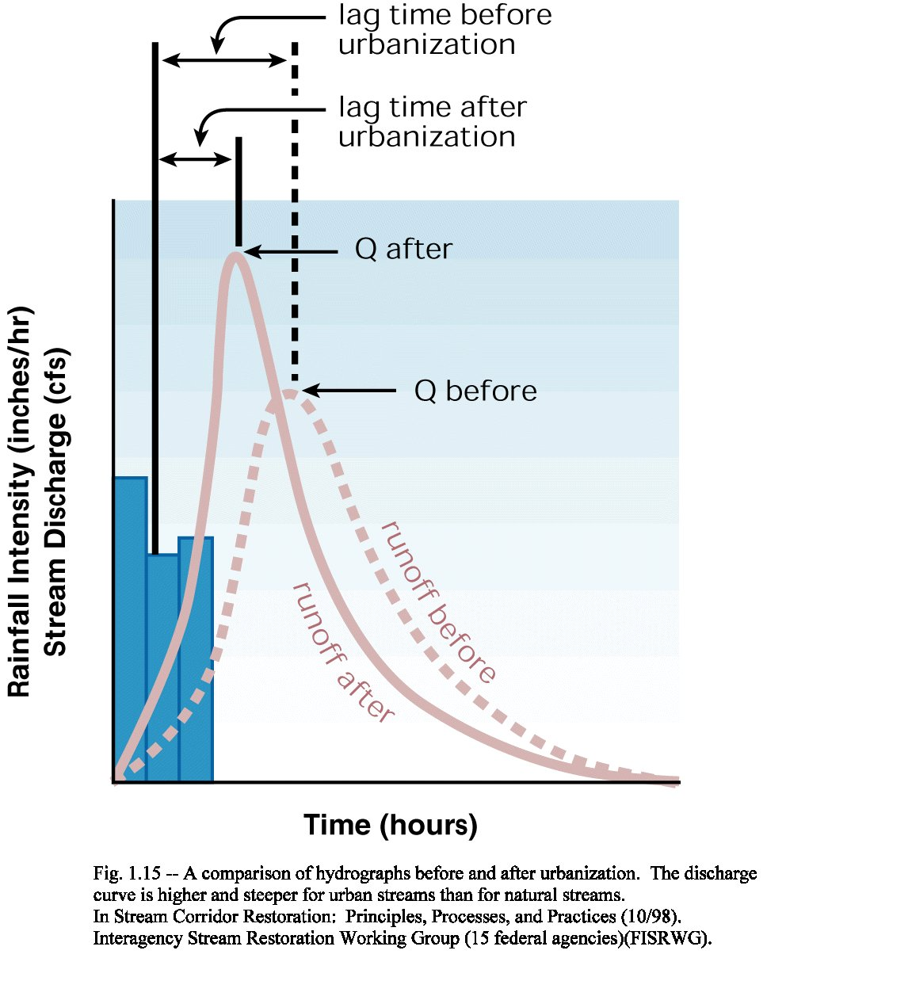 lag time before
urbanization
lag time after
urbanization
Q after
Q before
Rainfall Intensity (inches/hr)
Stream Discharge (cfs)
runoff before
runoff after
Time (hours)
Fig. 1.15 -- A comparison of hydrographs before and after urbanization.  The discharge
curve is higher and steeper for urban streams than for natural streams.
In Stream Corridor Restoration:  Principles, Processes, and Practices (10/98).
Interagency Stream Restoration Working Group (15 federal agencies)(FISRWG).